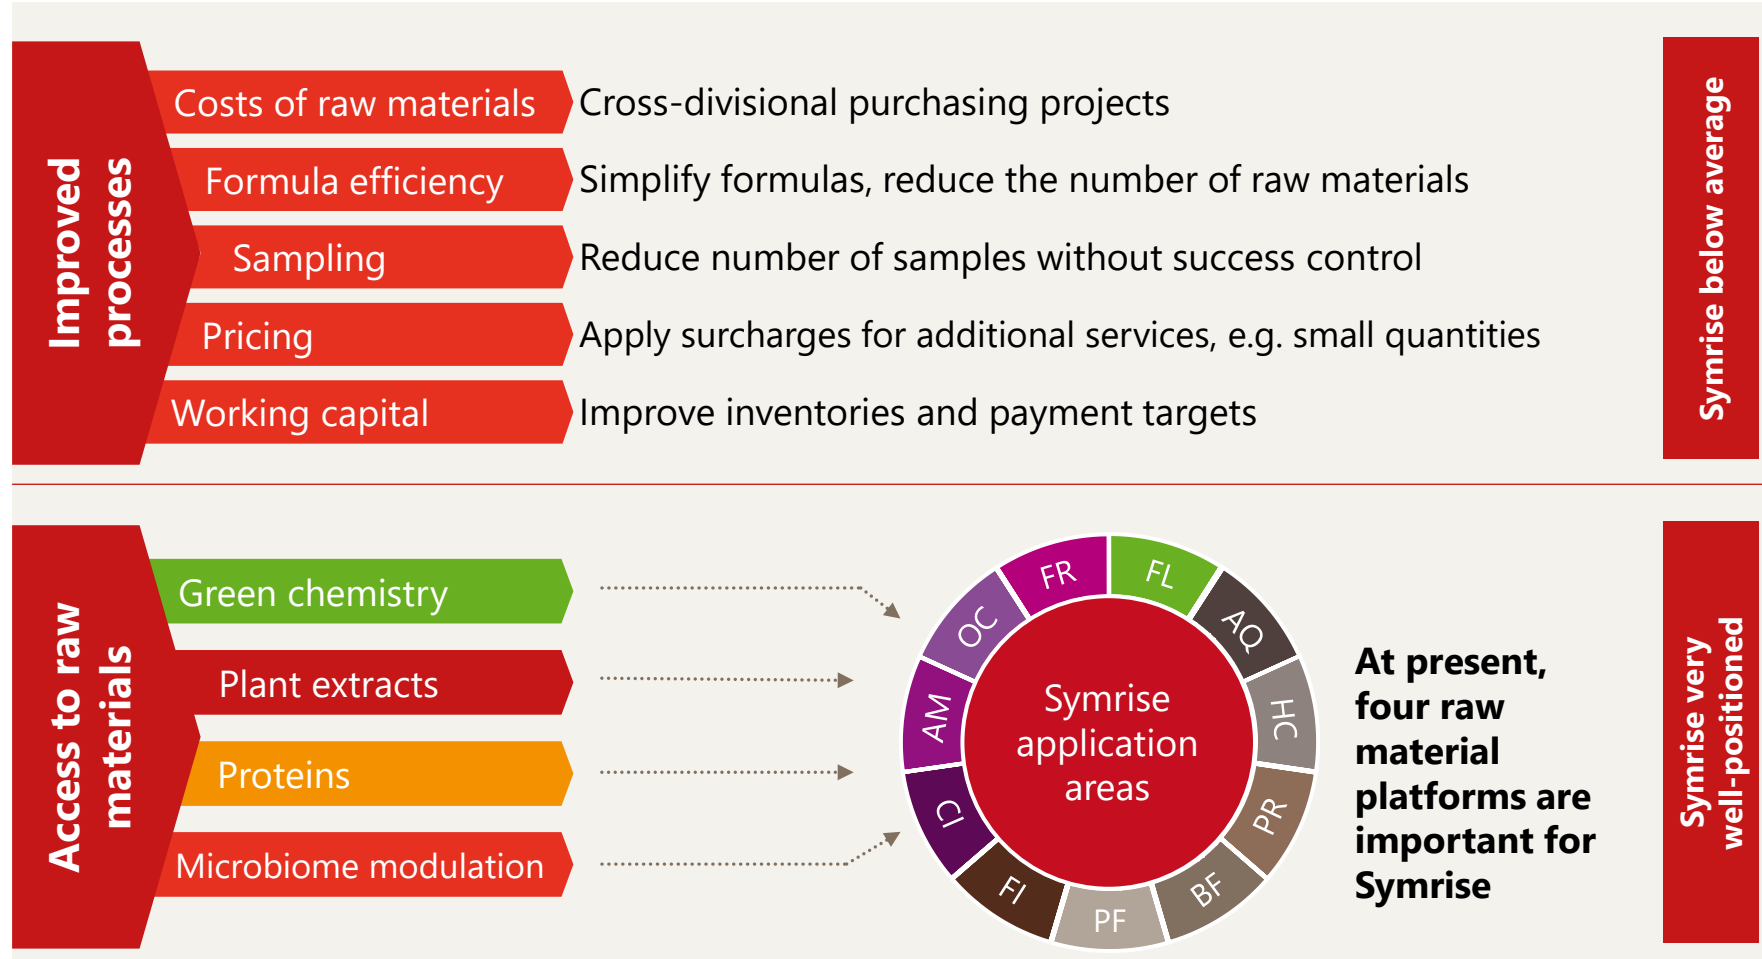 Improved
processes
Costs of raw materials
Cross-divisional purchasing projects
Formula efficiency
Simplify formulas, reduce the number of raw materials
Sampling
Reduce number of samples without success control
Pricing
Apply surcharges for additional services, e.g. small quantities
Working capital
Improve inventories and payment targets
Symrise below average
Access to raw
materials
Green chemistry
Plant extracts
Proteins
Microbiome modulation
FR
FL
AQ
HC
PR
BF
PF
FI
CI
AM
OC
Symrise
application
areas
At present,
four raw
material
platforms are
important for
Symrise
Symrise very
well-positioned